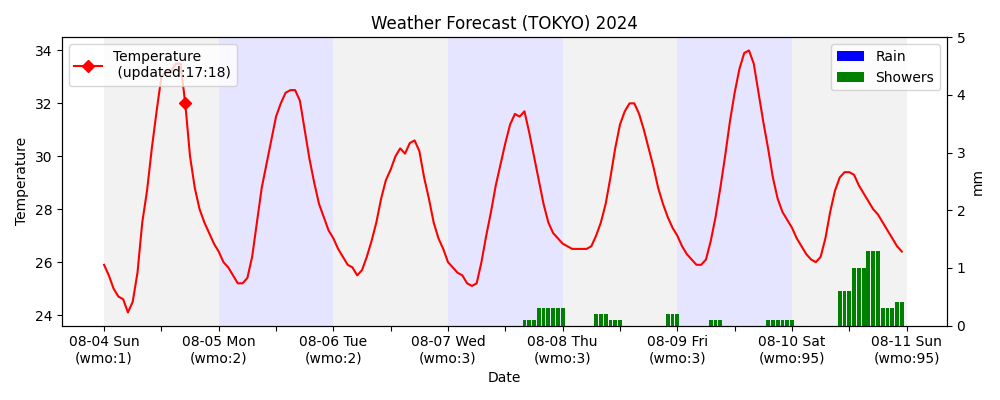 Weather Forecast (TOKYO) 2024
Temperature
(updated:17:18)
Rain
Showers
34
32
30
28
26
24
Temperature
5
4
3
2
1
0
mm
08-04 Sun
(wmo:1)
08-05 Mon
(wmo:2)
08-06 Tue
(wmo:2)
08-07 Wed
(wmo:3)
08-08 Thu
(wmo:3)
08-09 Fri
(wmo:3)
08-10 Sat
(wmo:95)
08-11 Sun
(wmo:95)
Date